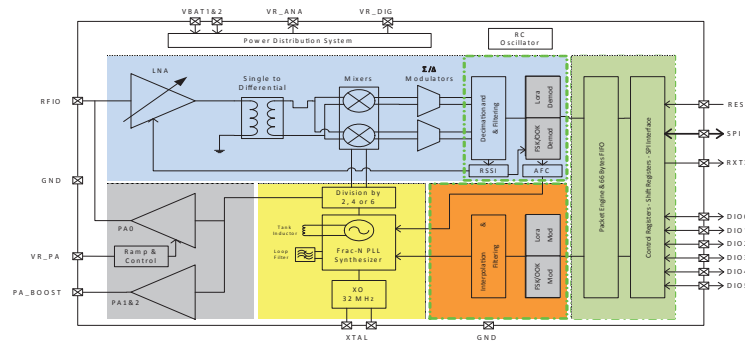 VBAT1&2
VR_ANA
VR_DIG
Power Distribution System
RC
Oscillator
LNA
Single to
Differential
Mixers
Σ/Δ
Modulators
RFIO
Decimation and
& Filtering
Lora
Demod
FSK/OOK
Demod
RSSI
AFC
Packet Engine & 66 Bytes FIFO
Control Registers - Shift Registers - SPI Interface
RES
SPI
GND
Division by
2, 4 or 6
PA0
Tank
Inductor
Loop
Filter
Frac-N PLL
Synthesizer
Ramp &
Control
VR_PA
PA_BOOST
PA1&2
XO
32 MHz
Interpolation &
Filtering
Lora
Mod
FSK/OOK
Mod
DIO0
XTAL
GND